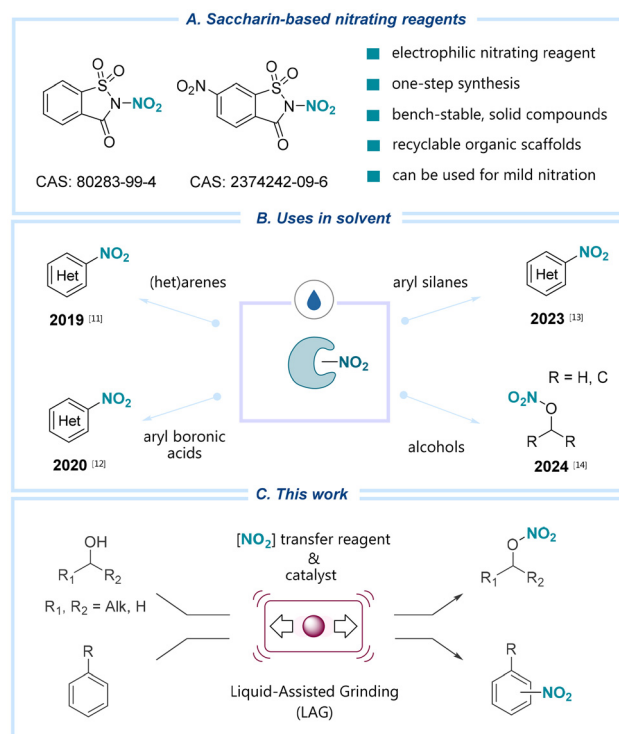 A. Saccharin-based nitrating reagents
O
O
S
N
NO2
O
CAS: 80283-99-4
NO2
O
O
S
N
NO2
O
CAS: 2374242-09-6
electrophilic nitrating reagent
one-step synthesis
bench-stable, solid compounds
recyclable organic scaffolds
can be used for mild nitration
B. Uses in solvent
NO2
Het
2019 [11]
(het)arenes
aryl silanes
NO2
Het
2023 [13]
NO2
NO2
Het
2020 [12]
aryl boronic
acids
alcohols
R = H, C
O2N
O
R
R
2024 [14]
C. This work
OH
R1
R2
R1, R2 = Alk, H
R
[NO2] transfer reagent
&
catalyst
Liquid-Assisted Grinding
(LAG)
NO2
O
R1
R2
R
NO2